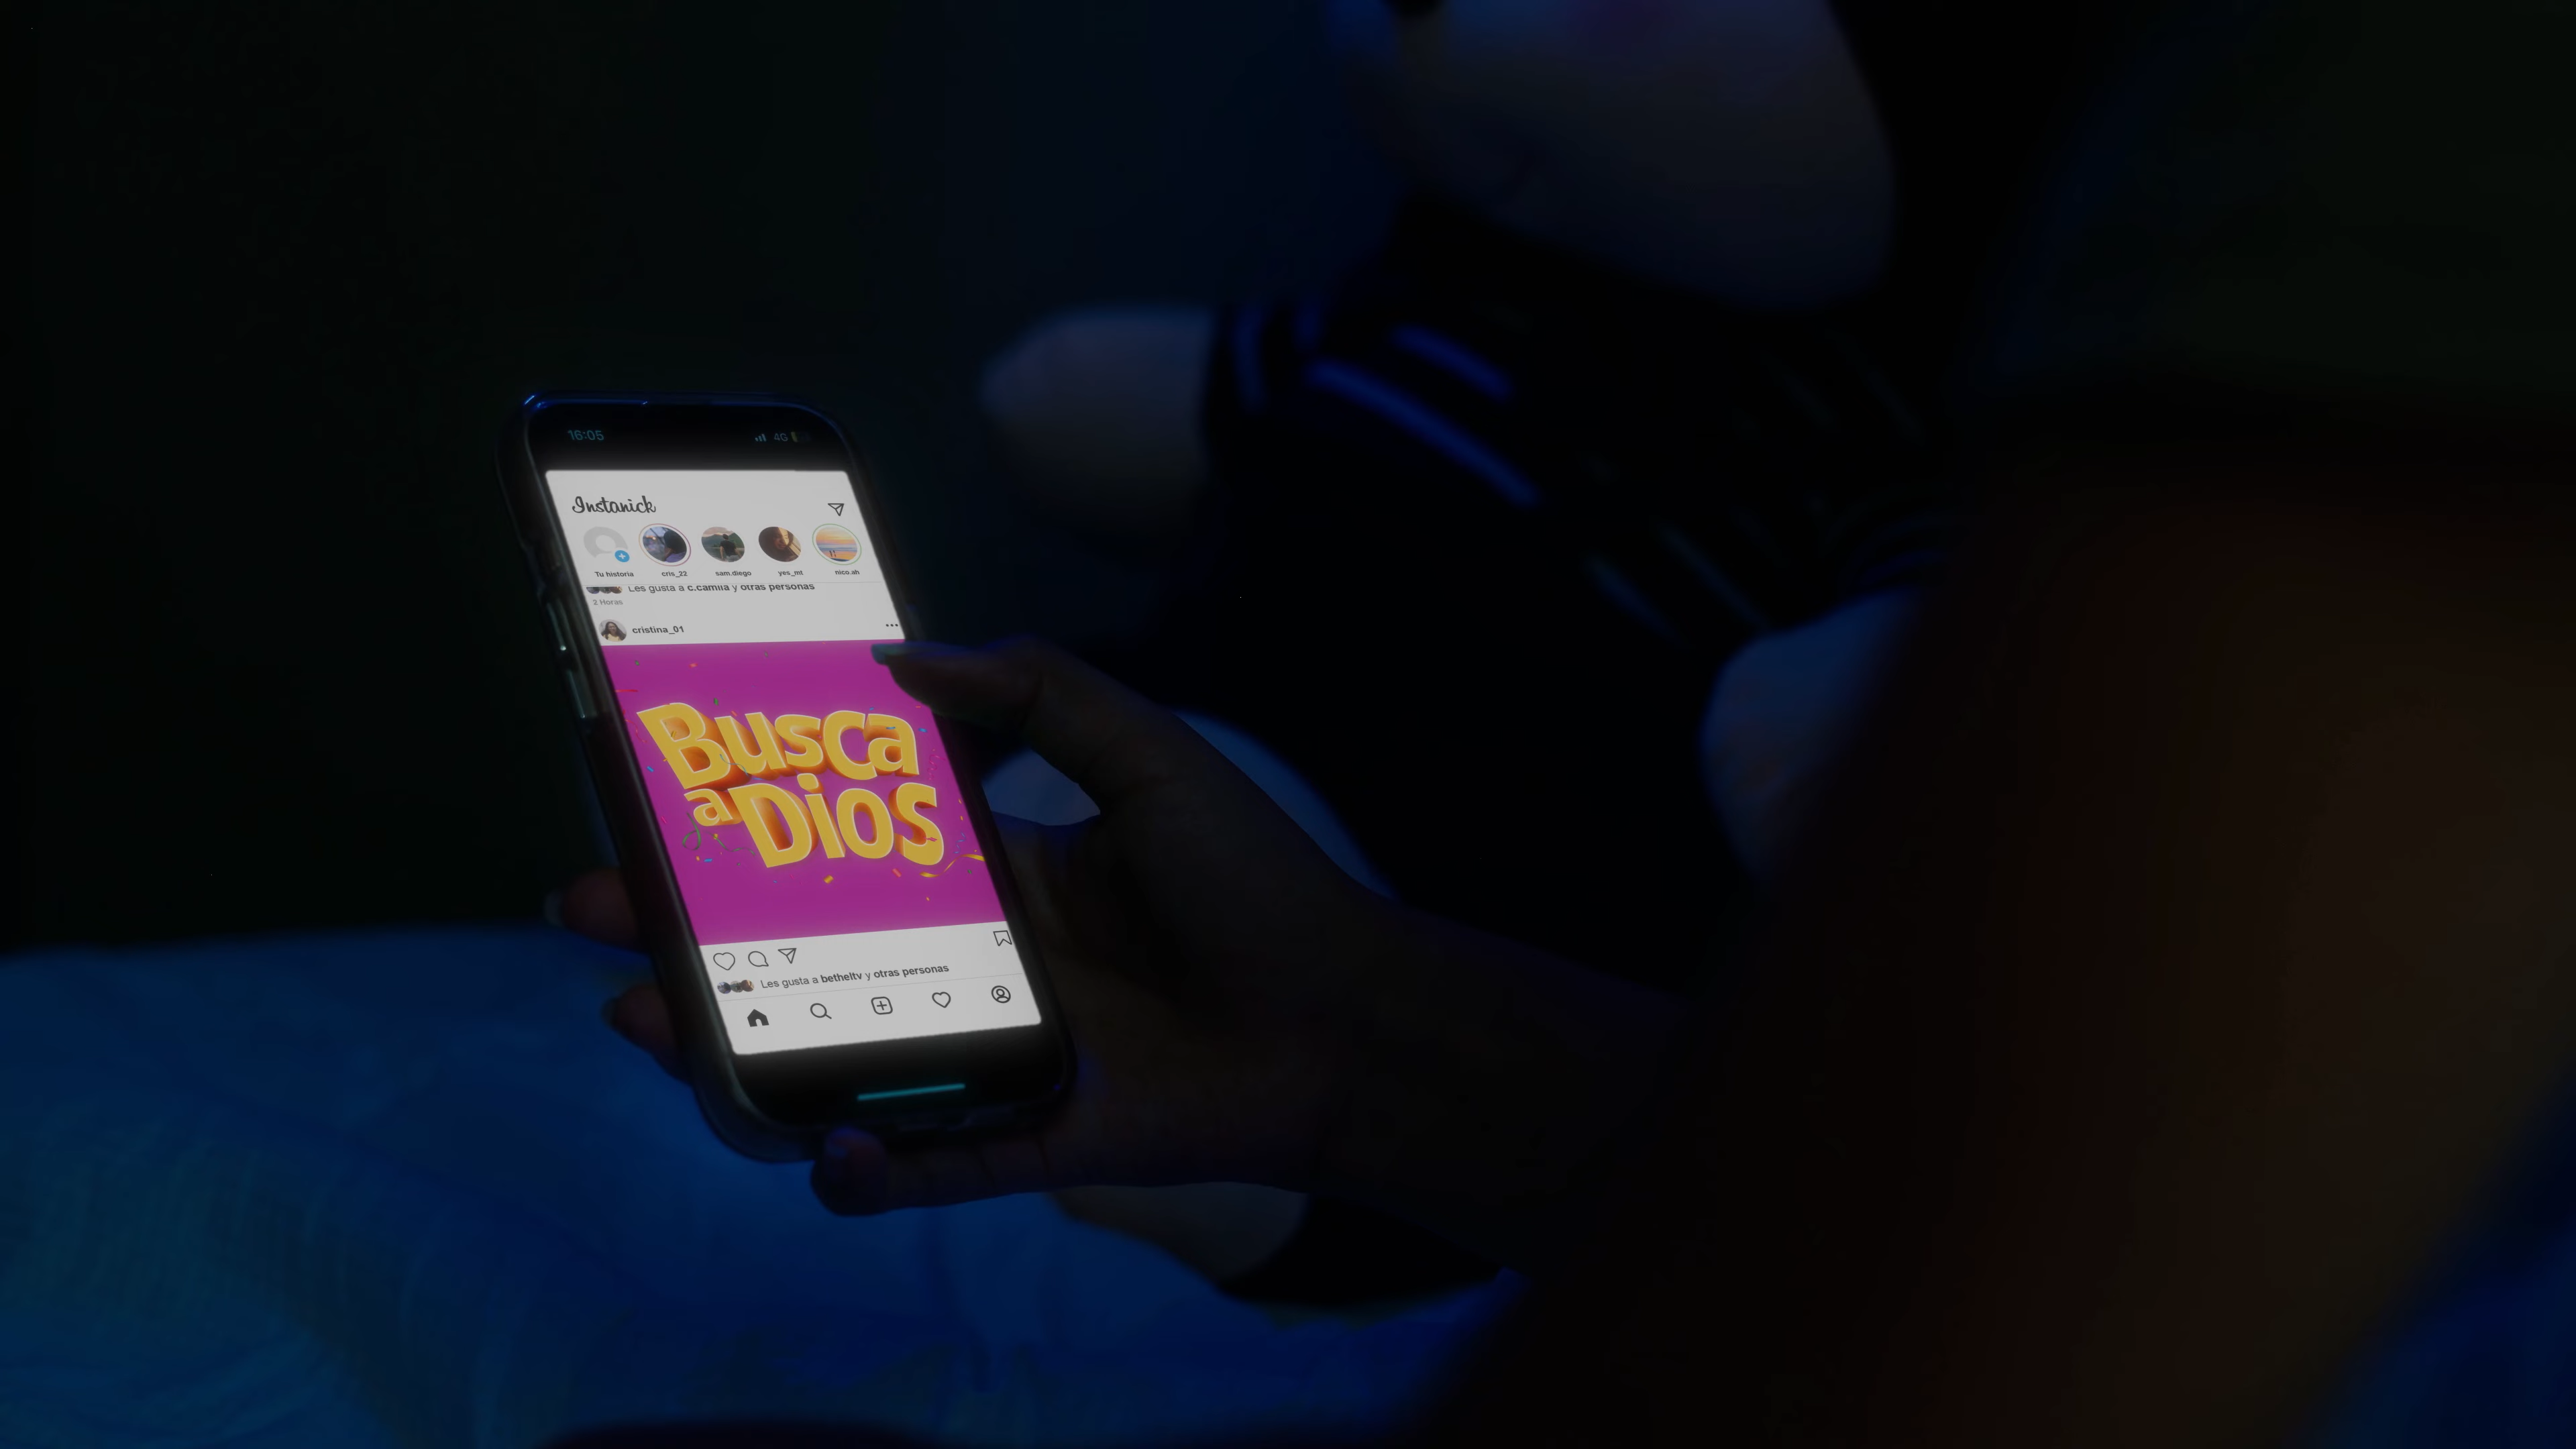 16:05 4G
Instanick
Tu historia cris_22 sam.diego yes_mt nico.ah
Les gusta a c.camila y otras personas
2 Horas
cristina_01
Busca
a Dios
Les gusta a betheltv y otras personas